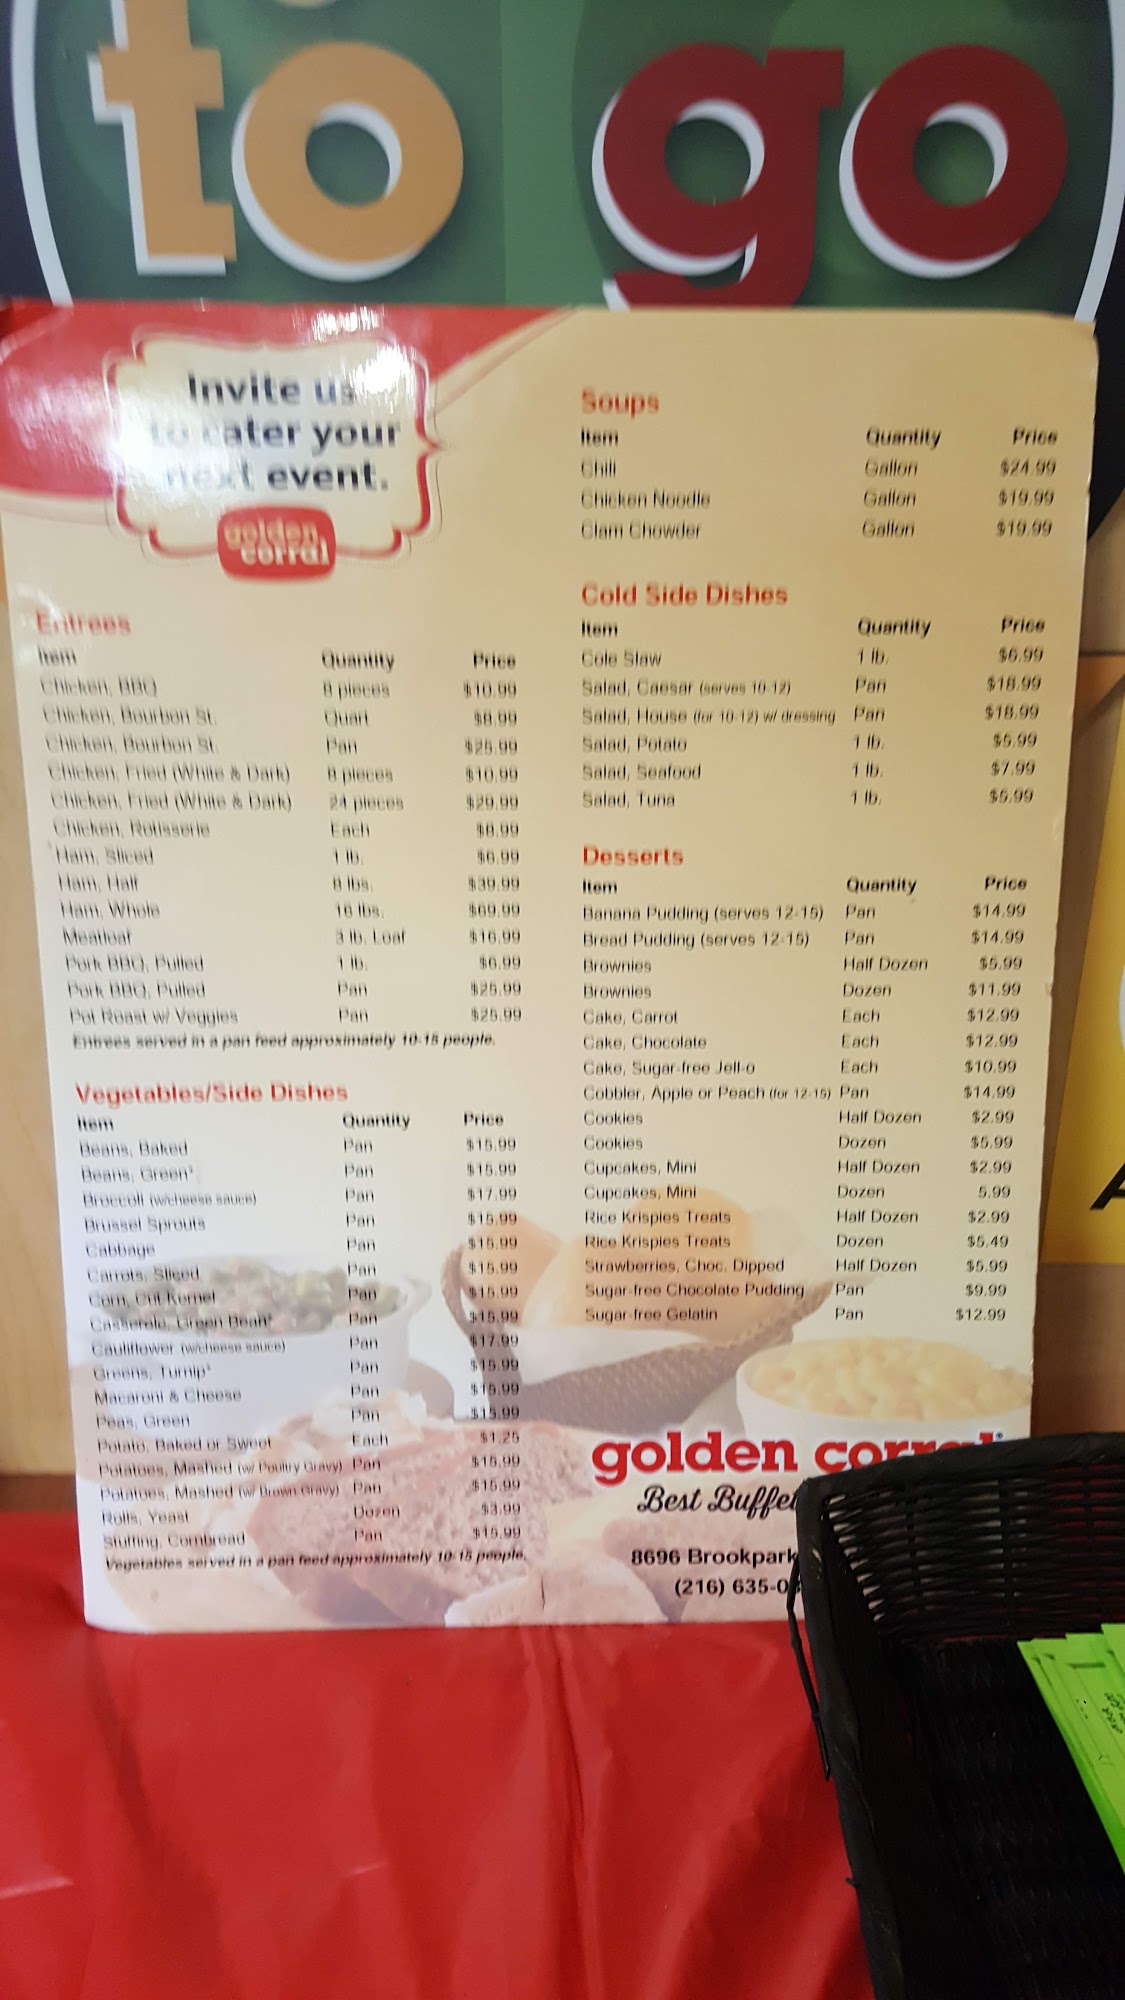 to go
Invite us
to cater your
next event.
golden
corral
Entrees
Item Quantity Price
Chicken, BBQ 8 pieces $10.99
Chicken, Bourbon St. Quart $8.99
Chicken, Bourbon St. Pan $25.99
Chicken, Fried (White & Dark) 8 pieces $10.99
Chicken, Fried (White & Dark) 24 pieces $29.99
Chicken, Rotisserie Each $8.99
Ham, Sliced 1 lb. $6.99
Ham, Half 8 lbs. $39.99
Ham, Whole 16 lbs. $69.99
Meatloaf 3 lb. Loaf $16.99
Pork BBQ, Pulled 1 lb. $6.99
Pork BBQ, Pulled Pan $25.99
Pot Roast w/ Veggies Pan $25.99
Entrees served in a pan feed approximately 10-15 people.
Vegetables/Side Dishes
Item Quantity Price
Beans, Baked Pan $15.99
Beans, Green* Pan $15.99
Broccoli (w/cheese sauce) Pan $17.99
Brussel Sprouts Pan $15.99
Cabbage Pan $15.99
Carrots, Sliced Pan $15.99
Corn, Cut Kernel Pan $15.99
Casserole, Green Bean* Pan $15.99
Cauliflower (w/cheese sauce) Pan $17.99
Greens, Turnip* Pan $15.99
Macaroni & Cheese Pan $15.99
Peas, Green Pan $15.99
Potato, Baked or Sweet Each $1.25
Potatoes, Mashed (w/ Poultry Gravy) Pan $15.99
Potatoes, Mashed (w/ Brown Gravy) Pan $15.99
Rolls, Yeast Dozen $3.99
Stuffing, Cornbread Pan $15.99
Vegetables served in a pan feed approximately 10-15 people.
Soups
Item Quantity Price
Chili Gallon $24.99
Chicken Noodle Gallon $19.99
Clam Chowder Gallon $19.99
Cold Side Dishes
Item Quantity Price
Cole Slaw 1 lb. $6.99
Salad, Caesar (serves 10-12) Pan $18.99
Salad, House (for 10-12) w/ dressing Pan $18.99
Salad, Potato 1 lb. $5.99
Salad, Seafood 1 lb. $7.99
Salad, Tuna 1 lb. $5.99
Desserts
Item Quantity Price
Banana Pudding (serves 12-15) Pan $14.99
Bread Pudding (serves 12-15) Pan $14.99
Brownies Half Dozen $5.99
Brownies Dozen $11.99
Cake, Carrot Each $12.99
Cake, Chocolate Each $12.99
Cake, Sugar-free Jell-o Each $10.99
Cobbler, Apple or Peach (for 12-15) Pan $14.99
Cookies Half Dozen $2.99
Cookies Dozen $5.99
Cupcakes, Mini Half Dozen $2.99
Cupcakes, Mini Dozen 5.99
Rice Krispies Treats Half Dozen $2.99
Rice Krispies Treats Dozen $5.49
Strawberries, Choc. Dipped Half Dozen $5.99
Sugar-free Chocolate Pudding Pan $9.99
Sugar-free Gelatin Pan $12.99
golden corral
Best Buffet
8696 Brookpark
(216) 635-0